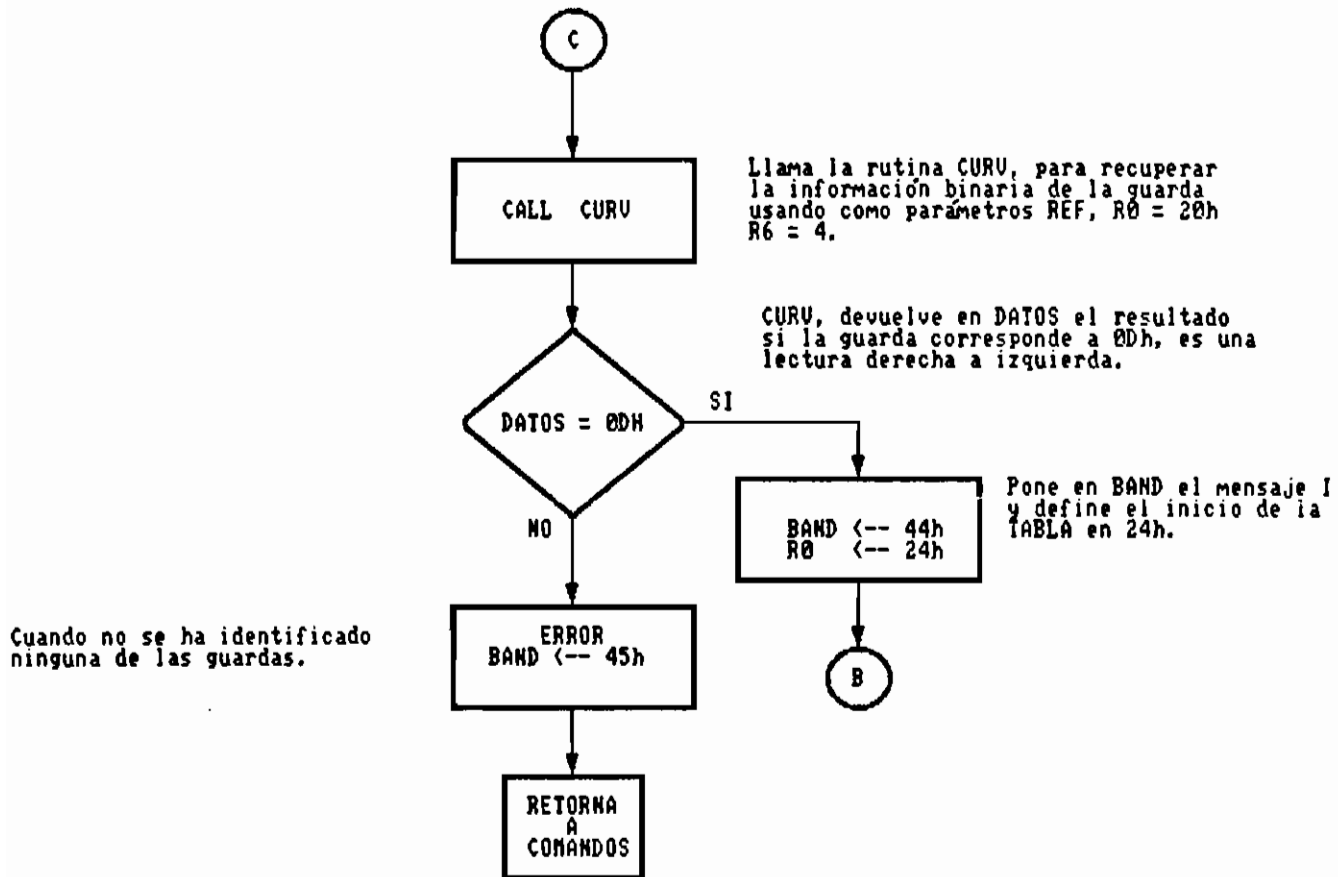 C
CALL CURV
Llama la rutina CURV, para recuperar
la información binaria de la guarda
usando como parámetros REF, R0 = 20h
R6 = 4.
CURV, devuelve en DATOS el resultado
si la guarda corresponde a 0Dh, es una
lectura derecha a izquierda.
DATOS = 0DH
SI
NO
BAND <-- 44h
R0 <-- 24h
Pone en BAND el mensaje I
y define el inicio de la
TABLA en 24h.
Cuando no se ha identificado
ninguna de las guardas.
ERROR
BAND <-- 45h
B
RETORNA
A
COMANDOS